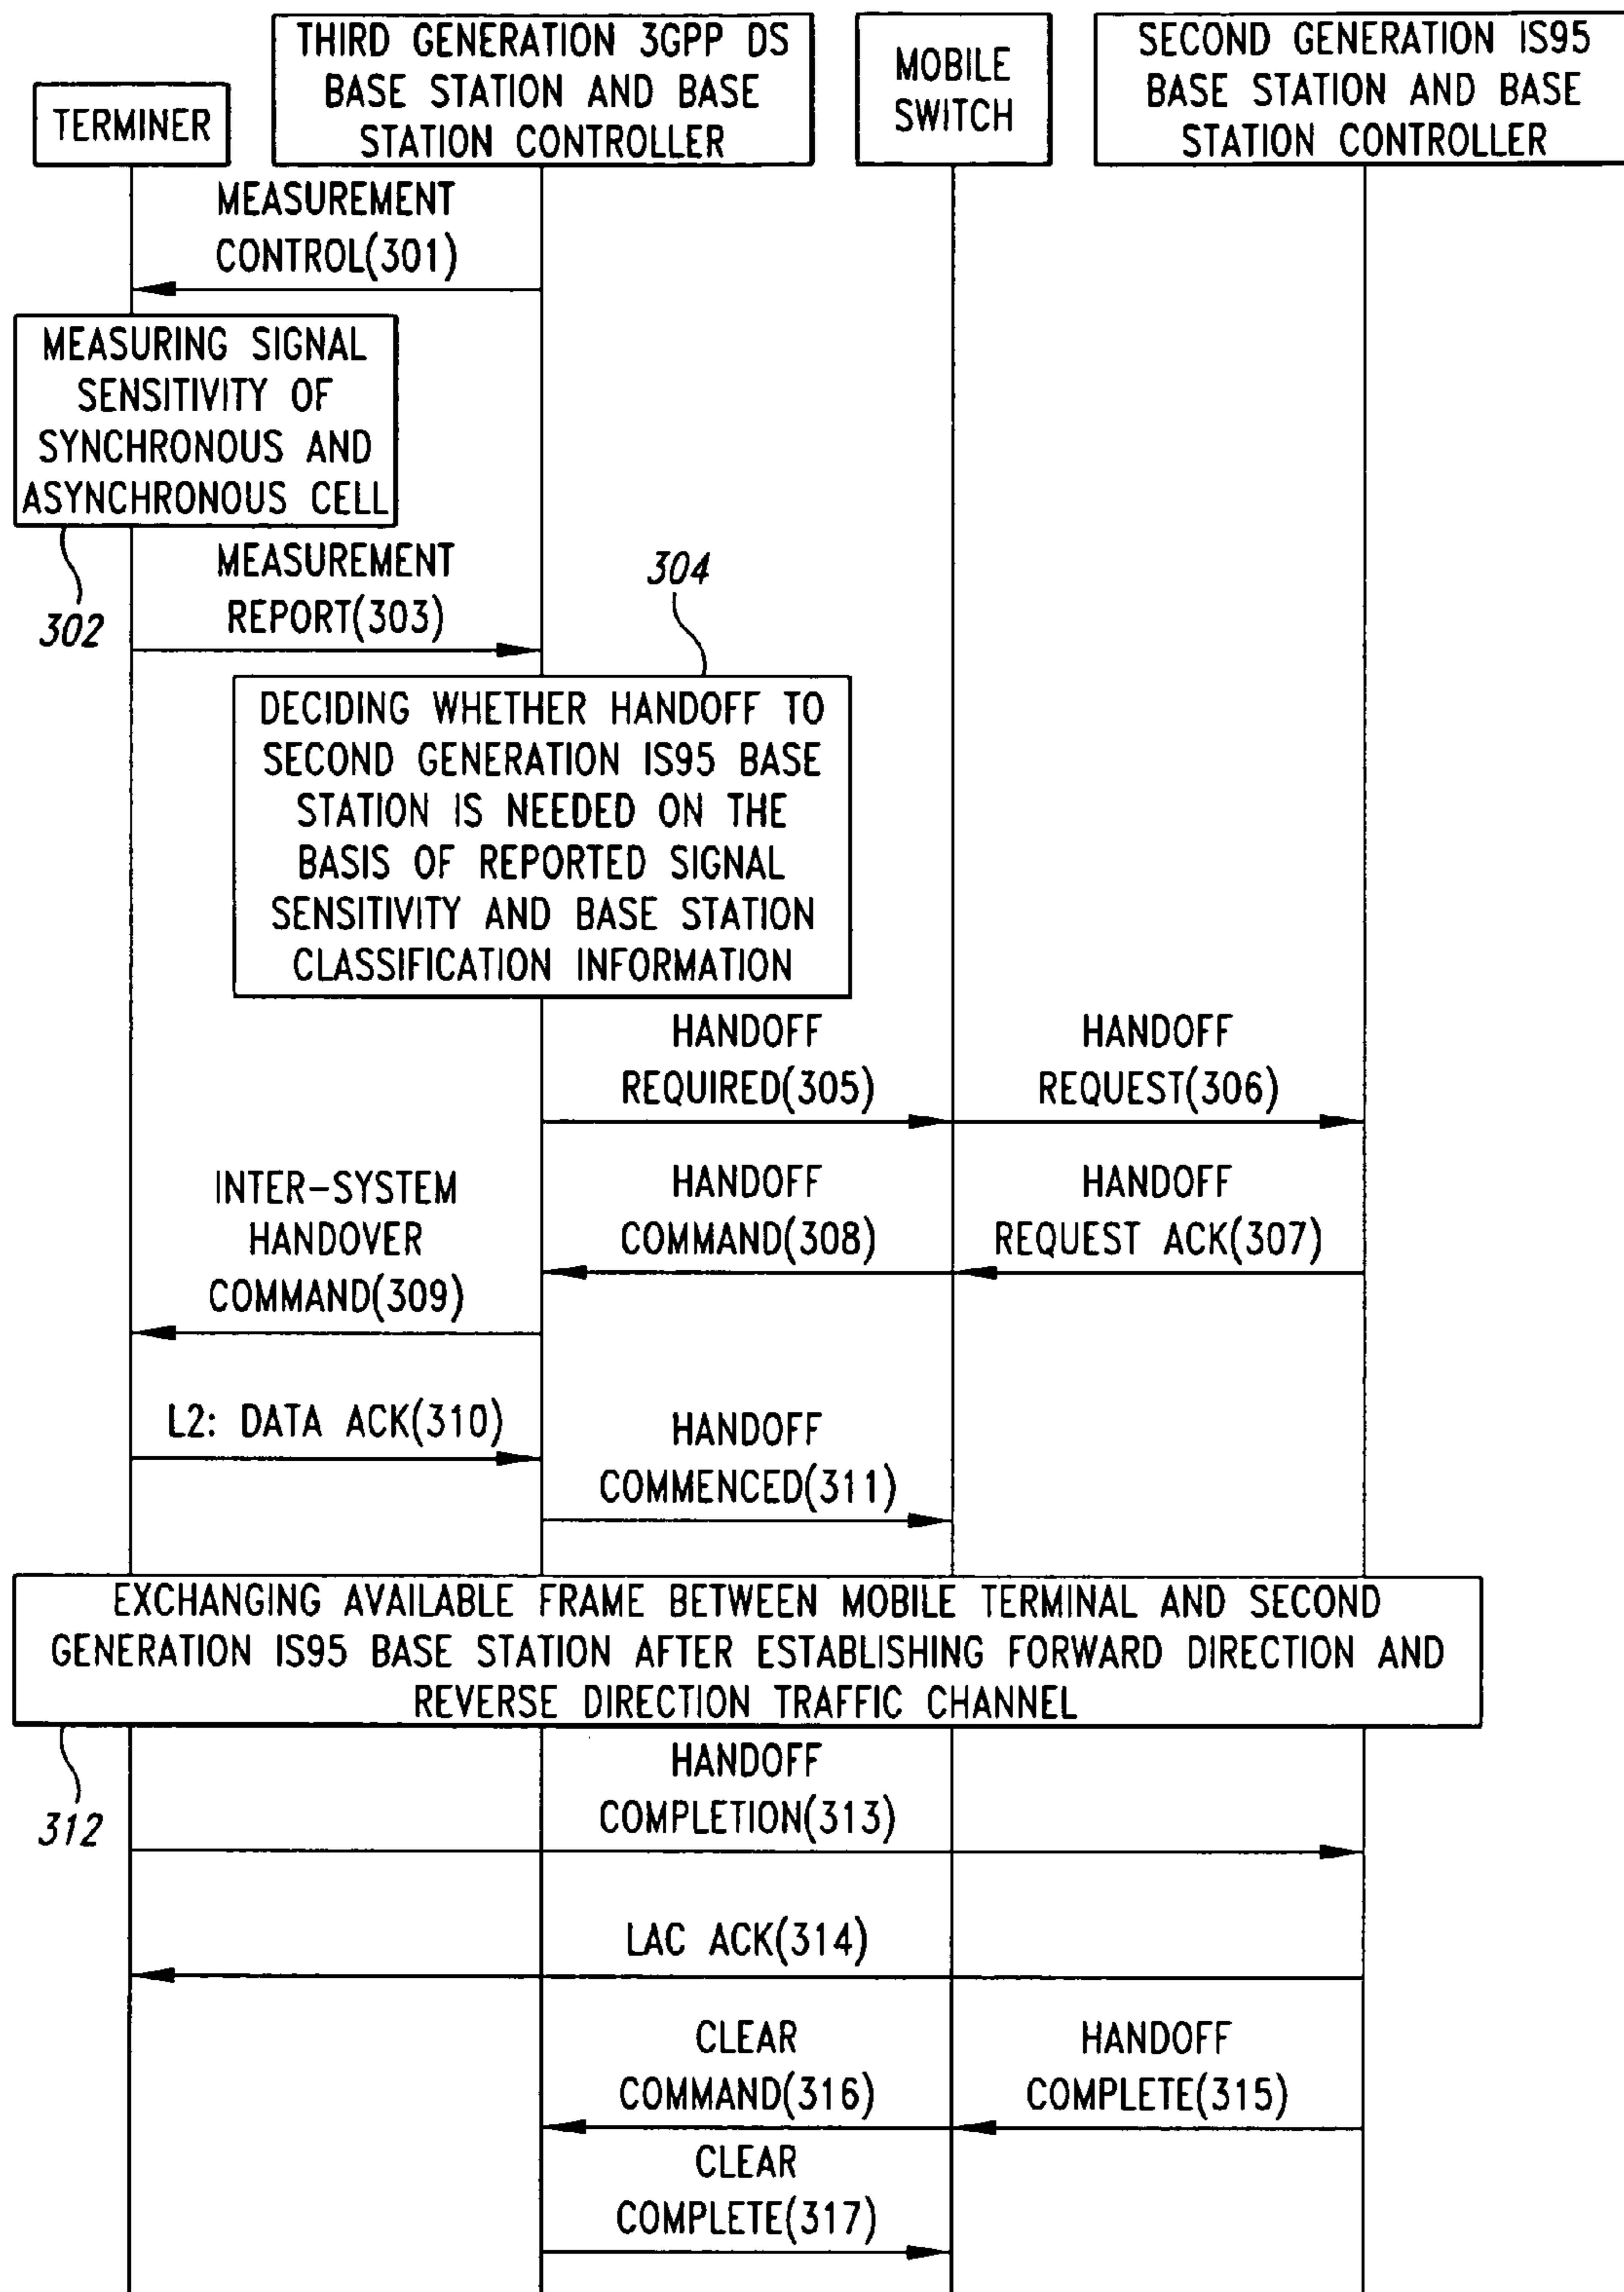 TERMINER
THIRD GENERATION 3GPP DS
BASE STATION AND BASE
STATION CONTROLLER
MOBILE
SWITCH
SECOND GENERATION IS95
BASE STATION AND BASE
STATION CONTROLLER
MEASUREMENT
CONTROL(301)
MEASURING SIGNAL
SENSITIVITY OF
SYNCHRONOUS AND
ASYNCHRONOUS CELL
302
MEASUREMENT
REPORT(303)
304
DECIDING WHETHER HANDOFF TO
SECOND GENERATION IS95 BASE
STATION IS NEEDED ON THE
BASIS OF REPORTED SIGNAL
SENSITIVITY AND BASE STATION
CLASSIFICATION INFORMATION
HANDOFF
REQUIRED(305)
HANDOFF
REQUEST(306)
HANDOFF
REQUEST ACK(307)
HANDOFF
COMMAND(308)
INTER-SYSTEM
HANDOVER
COMMAND(309)
L2: DATA ACK(310)
HANDOFF
COMMENCED(311)
EXCHANGING AVAILABLE FRAME BETWEEN MOBILE TERMINAL AND SECOND
GENERATION IS95 BASE STATION AFTER ESTABLISHING FORWARD DIRECTION AND
REVERSE DIRECTION TRAFFIC CHANNEL
312
HANDOFF
COMPLETION(313)
LAC ACK(314)
HANDOFF
COMPLETE(315)
CLEAR
COMMAND(316)
CLEAR
COMPLETE(317)